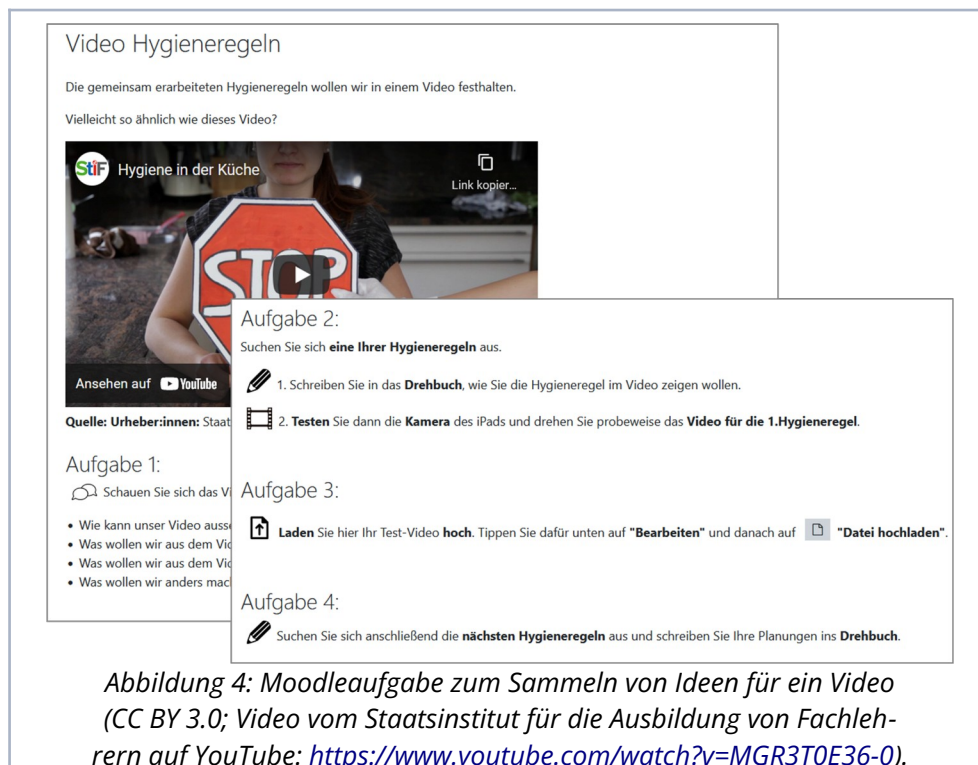 Video Hygieneregeln
Die gemeinsam erarbeiteten Hygieneregeln wollen wir in einem Video festhalten.
Vielleicht so ähnlich wie dieses Video?
StiF Hygiene in der Küche
Link kopier...
STOP
Ansehen auf YouTube
Quelle: Urheber:innen: Staat
Aufgabe 1:
Schauen Sie sich das Vi
• Wie kann unser Video ausse
• Was wollen wir aus dem Vid
• Was wollen wir aus dem Vid
• Was wollen wir anders mac
Aufgabe 2:
Suchen Sie sich eine Ihrer Hygieneregeln aus.
1. Schreiben Sie in das Drehbuch, wie Sie die Hygieneregel im Video zeigen wollen.
2. Testen Sie dann die Kamera des iPads und drehen Sie probeweise das Video für die 1.Hygieneregel.
Aufgabe 3:
Laden Sie hier Ihr Test-Video hoch. Tippen Sie dafür unten auf "Bearbeiten" und danach auf "Datei hochladen".
Aufgabe 4:
Suchen Sie sich anschließend die nächsten Hygieneregeln aus und schreiben Sie Ihre Planungen ins Drehbuch.
Abbildung 4: Moodleaufgabe zum Sammeln von Ideen für ein Video
(CC BY 3.0; Video vom Staatsinstitut für die Ausbildung von Fachleh-
rern auf YouTube: https://www.youtube.com/watch?v=MGR3T0E36-0).